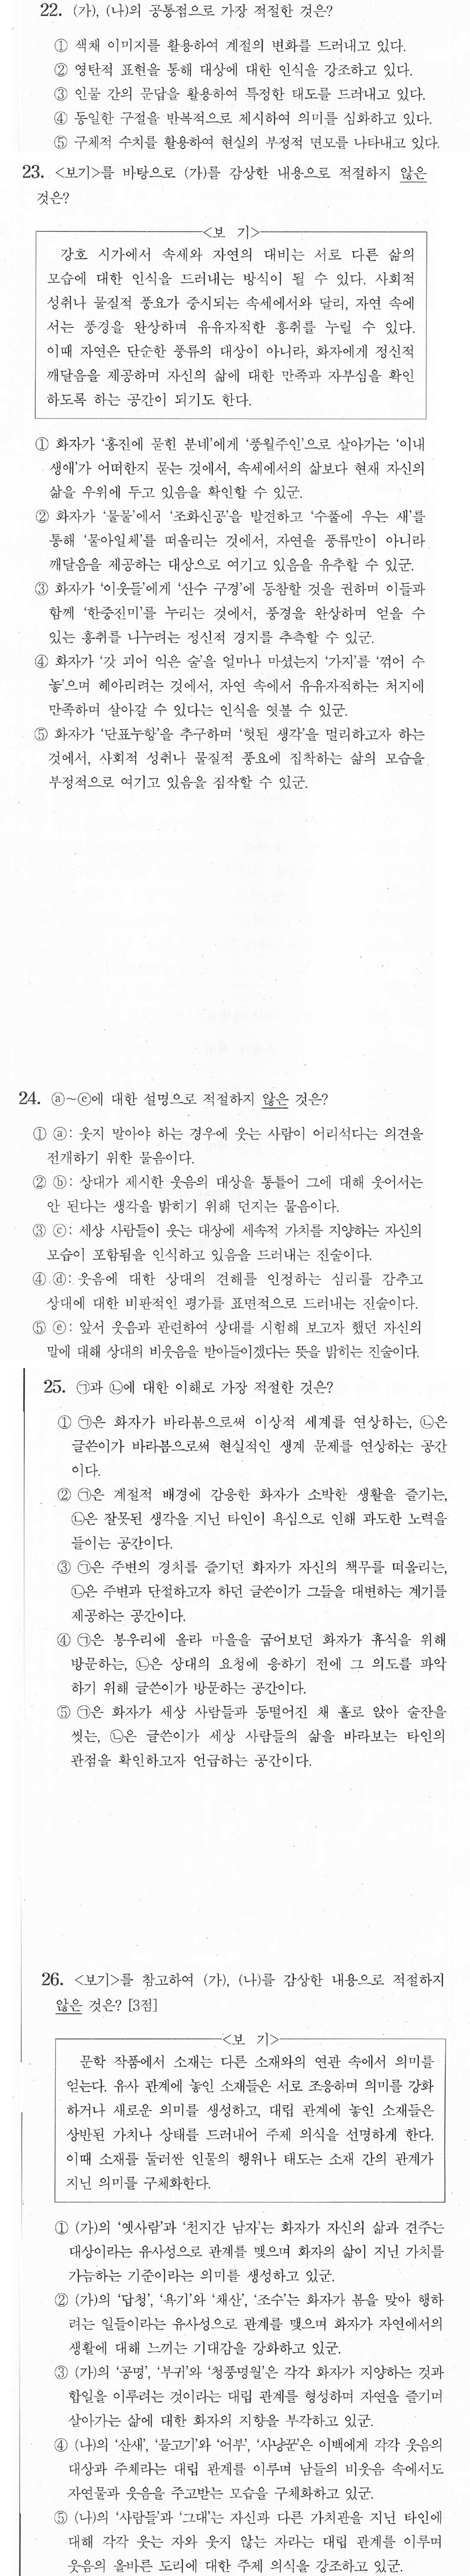 22. (가), (나)의 공통점으로 가장 적절한 것은?
① 색채 이미지를 활용하여 계절의 변화를 드러내고 있다.
② 영탄적 표현을 통해 대상에 대한 인식을 강조하고 있다.
③ 인물 간의 문답을 활용하여 특정한 태도를 드러내고 있다.
④ 동일한 구절을 반복적으로 제시하여 의미를 심화하고 있다.
⑤ 구체적 수치를 활용하여 현실의 부정적 면모를 나타내고 있다.
23. <보기>를 바탕으로 (가)를 감상한 내용으로 적절하지 않은
것은?
<보 기>
강호 시가에서 속세와 자연의 대비는 서로 다른 삶의
모습에 대한 인식을 드러내는 방식이 될 수 있다. 사회적
성취나 물질적 풍요가 중시되는 속세에서와 달리, 자연 속에
서는 풍경을 완상하며 유유자적한 흥취를 누릴 수 있다.
이때 자연은 단순한 풍류의 대상이 아니라, 화자에게 정신적
깨달음을 제공하며 자신의 삶에 대한 만족과 자부심을 확인
하도록 하는 공간이 되기도 한다.
① 화자가 ‘홍진에 묻힌 분네’에게 ‘풍월주인’으로 살아가는 ‘이내
생애’가 어떠한지 묻는 것에서, 속세에서의 삶보다 현재 자신의
삶을 우위에 두고 있음을 확인할 수 있군.
② 화자가 ‘물물’에서 ‘조화신공’을 발견하고 ‘수풀에 우는 새’를
통해 ‘물아일체’를 떠올리는 것에서, 자연을 풍류만이 아니라
깨달음을 제공하는 대상으로 여기고 있음을 유추할 수 있군.
③ 화자가 ‘이웃들’에게 ‘산수 구경’에 동참할 것을 권하며 이들과
함께 ‘한중진미’를 누리는 것에서, 풍경을 완상하며 얻을 수
있는 흥취를 나누려는 정신적 경지를 추측할 수 있군.
④ 화자가 ‘갓 괴어 익은 술’을 얼마나 마셨는지 ‘가지’를 ‘꺾어 수
놓’으며 헤아리려는 것에서, 자연 속에서 유유자적하는 처지에
만족하며 살아갈 수 있다는 인식을 엿볼 수 있군.
⑤ 화자가 ‘단표누항’을 추구하며 ‘헛된 생각’을 멀리하고자 하는
것에서, 사회적 성취나 물질적 풍요에 집착하는 삶의 모습을
부정적으로 여기고 있음을 짐작할 수 있군.
24. ⓐ~ⓔ에 대한 설명으로 적절하지 않은 것은?
① ⓐ: 웃지 말아야 하는 경우에 웃는 사람이 어리석다는 의견을
전개하기 위한 물음이다.
② ⓑ: 상대가 제시한 웃음의 대상을 통틀어 그에 대해 웃어서는
안 된다는 생각을 밝히기 위해 던지는 물음이다.
③ ⓒ: 세상 사람들이 웃는 대상에 세속적 가치를 지양하는 자신의
모습이 포함됨을 인식하고 있음을 드러내는 진술이다.
④ ⓓ: 웃음에 대한 상대의 견해를 인정하는 심리를 감추고
상대에 대한 비판적인 평가를 표면적으로 드러내는 진술이다.
⑤ ⓔ: 앞서 웃음과 관련하여 상대를 시험해 보고자 했던 자신의
말에 대해 상대의 비웃음을 받아들이겠다는 뜻을 밝히는 진술이다.
25. ㉠과 ㉡에 대한 이해로 가장 적절한 것은?
① ㉠은 화자가 바라봄으로써 이상적 세계를 연상하는, ㉡은
글쓴이가 바라봄으로써 현실적인 생계 문제를 연상하는 공간
이다.
② ㉠은 계절적 배경에 감응한 화자가 소박한 생활을 즐기는,
㉡은 잘못된 생각을 지닌 타인이 욕심으로 인해 과도한 노력을
들이는 공간이다.
③ ㉠은 주변의 경치를 즐기던 화자가 자신의 책무를 떠올리는,
㉡은 주변과 단절하고자 하던 글쓴이가 그들을 대변하는 계기를
제공하는 공간이다.
④ ㉠은 봉우리에 올라 마을을 굽어보던 화자가 휴식을 위해
방문하는, ㉡은 상대의 요청에 응하기 전에 그 의도를 파악
하기 위해 글쓴이가 방문하는 공간이다.
⑤ ㉠은 화자가 세상 사람들과 동떨어진 채 홀로 앉아 술잔을
씻는, ㉡은 글쓴이가 세상 사람들의 삶을 바라보는 타인의
관점을 확인하고자 언급하는 공간이다.
26. <보기>를 참고하여 (가), (나)를 감상한 내용으로 적절하지
않은 것은? [3점]
<보 기>
문학 작품에서 소재는 다른 소재와의 연관 속에서 의미를
얻는다. 유사 관계에 놓인 소재들은 서로 조응하며 의미를 강화
하거나 새로운 의미를 생성하고, 대립 관계에 놓인 소재들은
상반된 가치나 상태를 드러내어 주제 의식을 선명하게 한다.
이때 소재를 둘러싼 인물의 행위나 태도는 소재 간의 관계가
지닌 의미를 구체화한다.
① (가)의 ‘옛사람’과 ‘천지간 남자’는 화자가 자신의 삶과 견주는
대상이라는 유사성으로 관계를 맺으며 화자의 삶이 지닌 가치를
가늠하는 기준이라는 의미를 생성하고 있군.
② (가)의 ‘답청’, ‘욕기’와 ‘채산’, ‘조수’는 화자가 봄을 맞아 행하
려는 일들이라는 유사성으로 관계를 맺으며 화자가 자연에서의
생활에 대해 느끼는 기대감을 강화하고 있군.
③ (가)의 ‘공명’, ‘부귀’와 ‘청풍명월’은 각각 화자가 지양하는 것과
합일을 이루려는 것이라는 대립 관계를 형성하며 자연을 즐기며
살아가는 삶에 대한 화자의 지향을 부각하고 있군.
④ (나)의 ‘산새’, ‘물고기’와 ‘어부’, ‘사냥꾼’은 이백에게 각각 웃음의
대상과 주체라는 대립 관계를 이루며 남들의 비웃음 속에서도
자연물과 웃음을 주고받는 모습을 구체화하고 있군.
⑤ (나)의 ‘사람들’과 ‘그대’는 자신과 다른 가치관을 지닌 타인에
대해 각각 웃는 자와 웃지 않는 자라는 대립 관계를 이루며
웃음의 올바른 도리에 대한 주제 의식을 강조하고 있군.